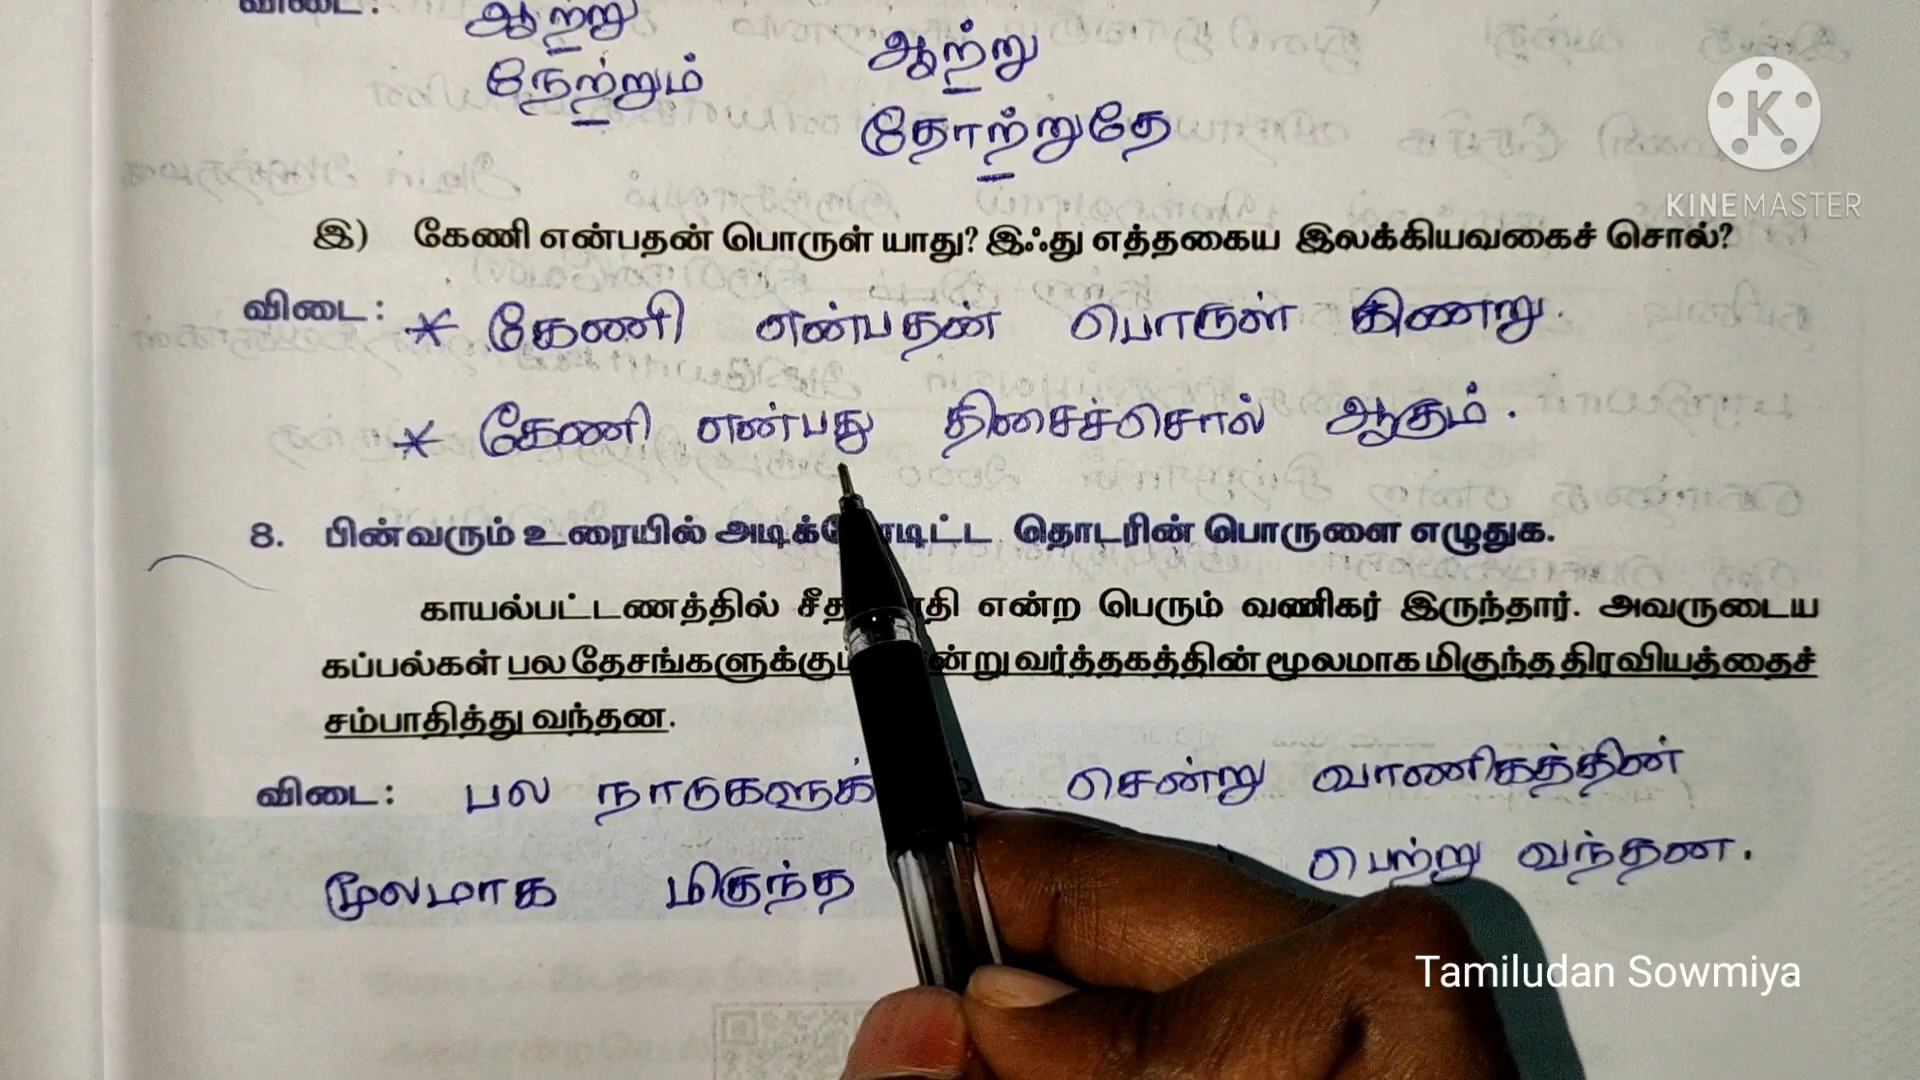 விடை:
ஆற்று
ஆற்று
நேற்றும்
தோற்றுதே
K
KINEMASTER
இ) கேணி என்பதன் பொருள் யாது? இஃது எத்தகைய இலக்கியவகைச் சொல்?
விடை: * கேணி என்பதன் பொருள் கிணறு.
* கேணி என்பது திசைச்சொல் ஆகும்.
8. பின்வரும் உரையில் தொடரின் பொருளை எழுதுக.
காயல்பட்டணத்தில் என்ற பெரும் வணிகர் இருந்தார். அவருடைய
கப்பல்கள் பல தேசங்களுக்கும் வர்த்தகத்தின் மூலமாக மிகுந்த திரவியத்தைச்
சம்பாதித்து வந்தன.
விடை: பல சென்று வாணிகத்தின்
மூலமாக மிகுந்த பெற்று வந்தன.
Tamiludan Sowmiya